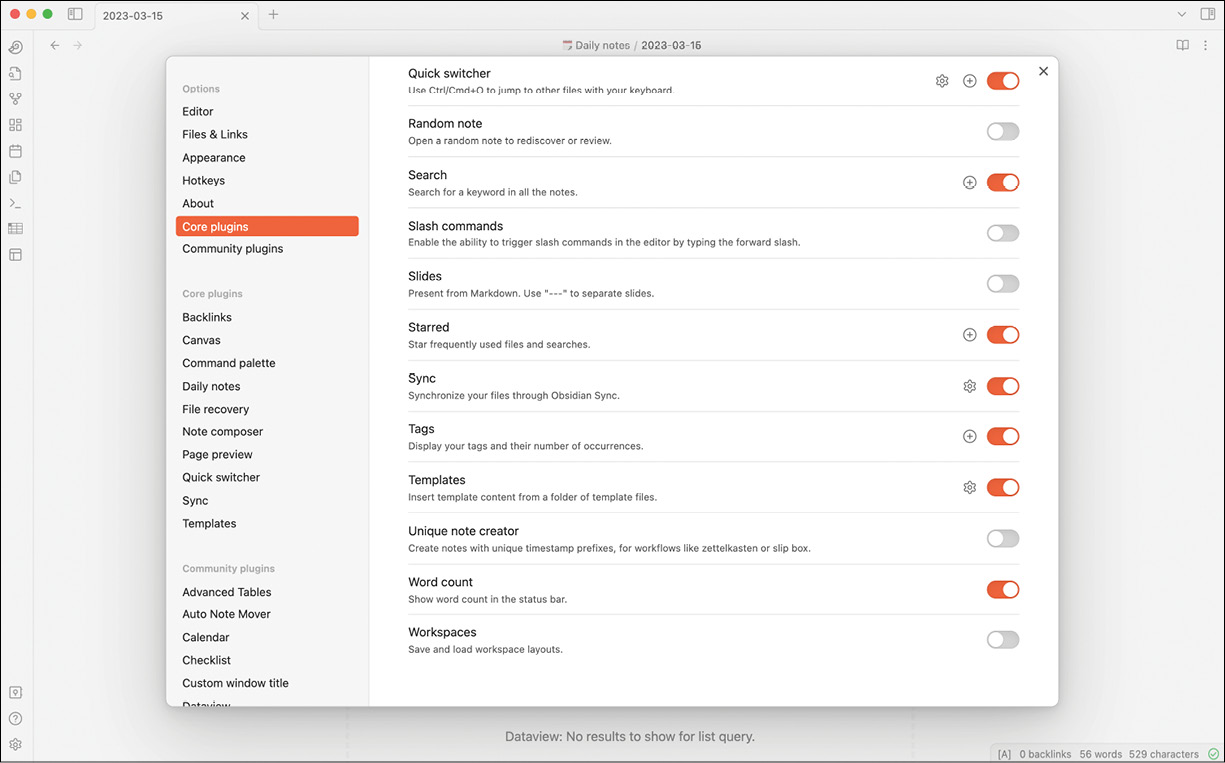 2023-03-15
Daily notes / 2023-03-15
Options
Editor
Files & Links
Appearance
Hotkeys
About
Core plugins
Community plugins
Core plugins
Backlinks
Canvas
Command palette
Daily notes
File recovery
Note composer
Page preview
Quick switcher
Sync
Templates
Community plugins
Advanced Tables
Auto Note Mover
Calendar
Checklist
Custom window title
Dataview
Quick switcher
Use Ctrl/Cmd+O to jump to other files with your keyboard.
Random note
Open a random note to rediscover or review.
Search
Search for a keyword in all the notes.
Slash commands
Enable the ability to trigger slash commands in the editor by typing the forward slash.
Slides
Present from Markdown. Use "---" to separate slides.
Starred
Star frequently used files and searches.
Sync
Synchronize your files through Obsidian Sync.
Tags
Display your tags and their number of occurrences.
Templates
Insert template content from a folder of template files.
Unique note creator
Create notes with unique timestamp prefixes, for workflows like zettelkasten or slip box.
Word count
Show word count in the status bar.
Workspaces
Save and load workspace layouts.
Dataview: No results to show for list query.
[A] 0 backlinks 56 words 529 characters